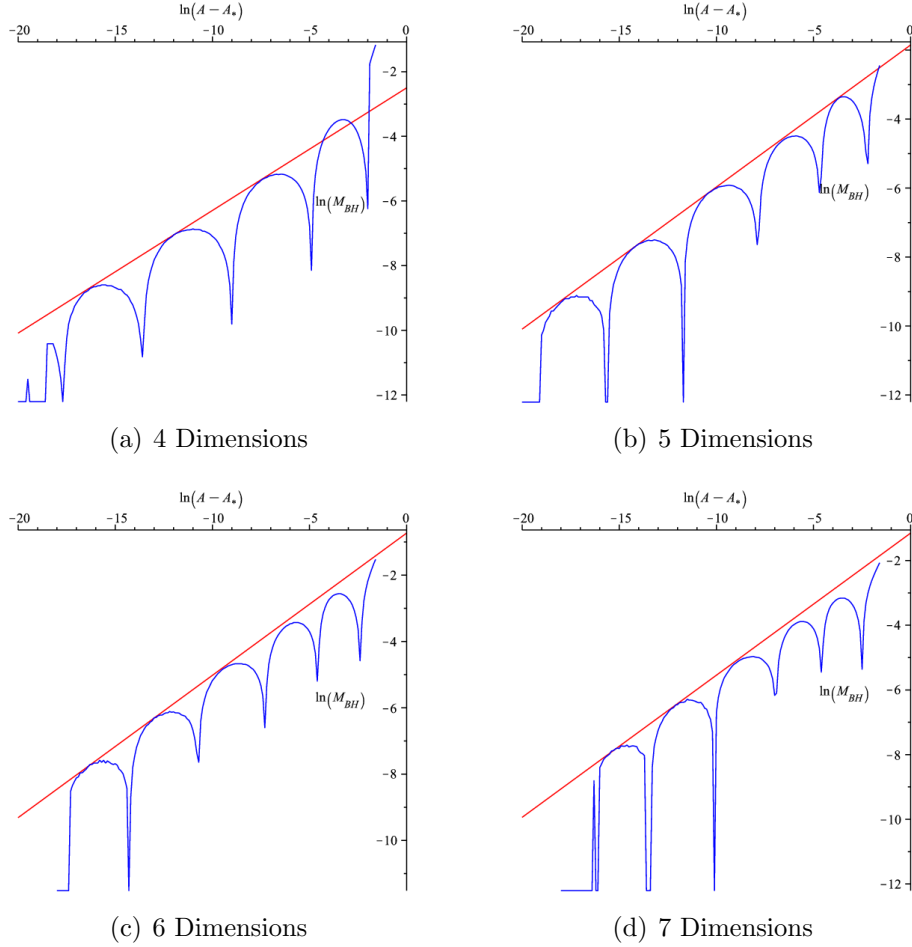 ln(A − A*)
−20 −15 −10 −5 0
−2
−4
−6
−8
−10
−12
ln(M_BH)
(a) 4 Dimensions
ln(A − A*)
−20 −15 −10 −5 0
−2
−4
−6
−8
−10
−12
ln(M_BH)
(b) 5 Dimensions
ln(A − A*)
−20 −15 −10 −5 0
−2
−4
−6
−8
−10
ln(M_BH)
(c) 6 Dimensions
ln(A − A*)
−20 −15 −10 −5 0
−2
−4
−6
−8
−10
−12
ln(M_BH)
(d) 7 Dimensions